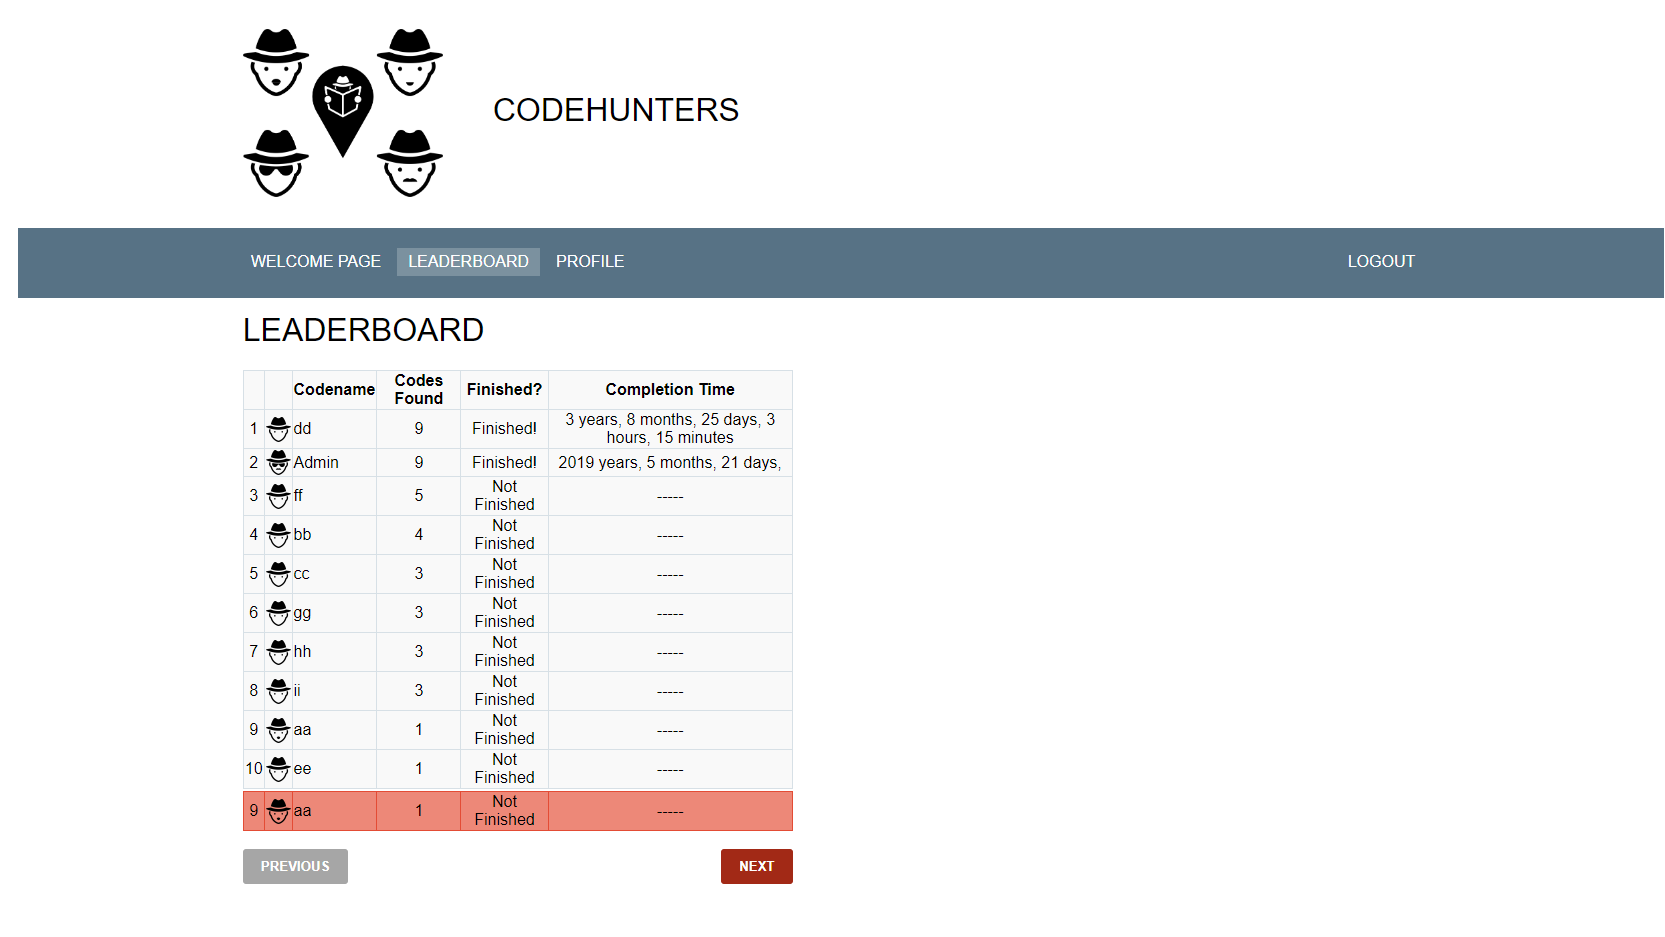 CODEHUNTERS
WELCOME PAGE LEADERBOARD PROFILE LOGOUT
LEADERBOARD
Codename Codes Found Finished? Completion Time
1 dd 9 Finished! 3 years, 8 months, 25 days, 3 hours, 15 minutes
2 Admin 9 Finished! 2019 years, 5 months, 21 days,
3 ff 5 Not Finished -----
4 bb 4 Not Finished -----
5 cc 3 Not Finished -----
6 gg 3 Not Finished -----
7 hh 3 Not Finished -----
8 ii 3 Not Finished -----
9 aa 1 Not Finished -----
10 ee 1 Not Finished -----
9 aa 1 Not Finished -----
PREVIOUS NEXT